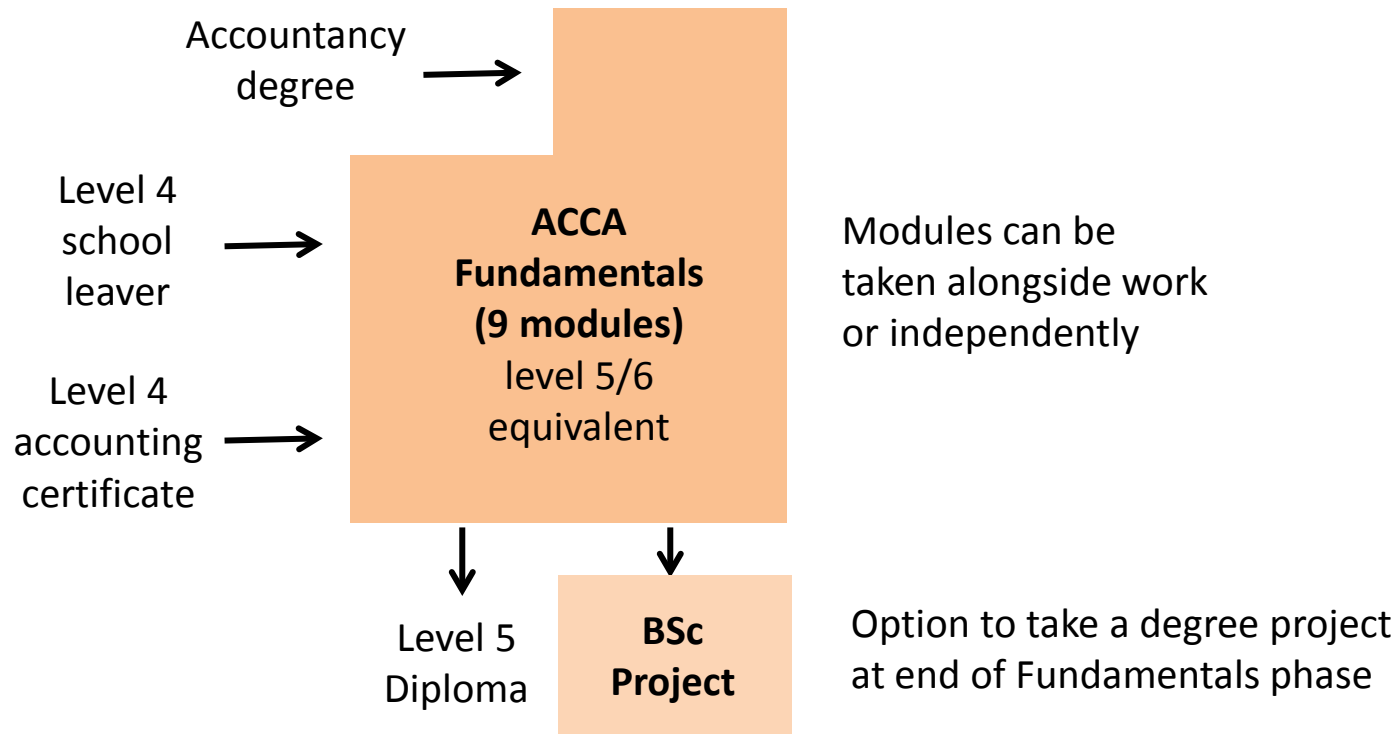 Accountancy
degree
Level 4
school
leaver
Level 4
accounting
certificate
ACCA
Fundamentals
(9 modules)
level 5/6
equivalent
Modules can be
taken alongside work
or independently
Level 5
Diploma
BSc
Project
Option to take a degree project
at end of Fundamentals phase